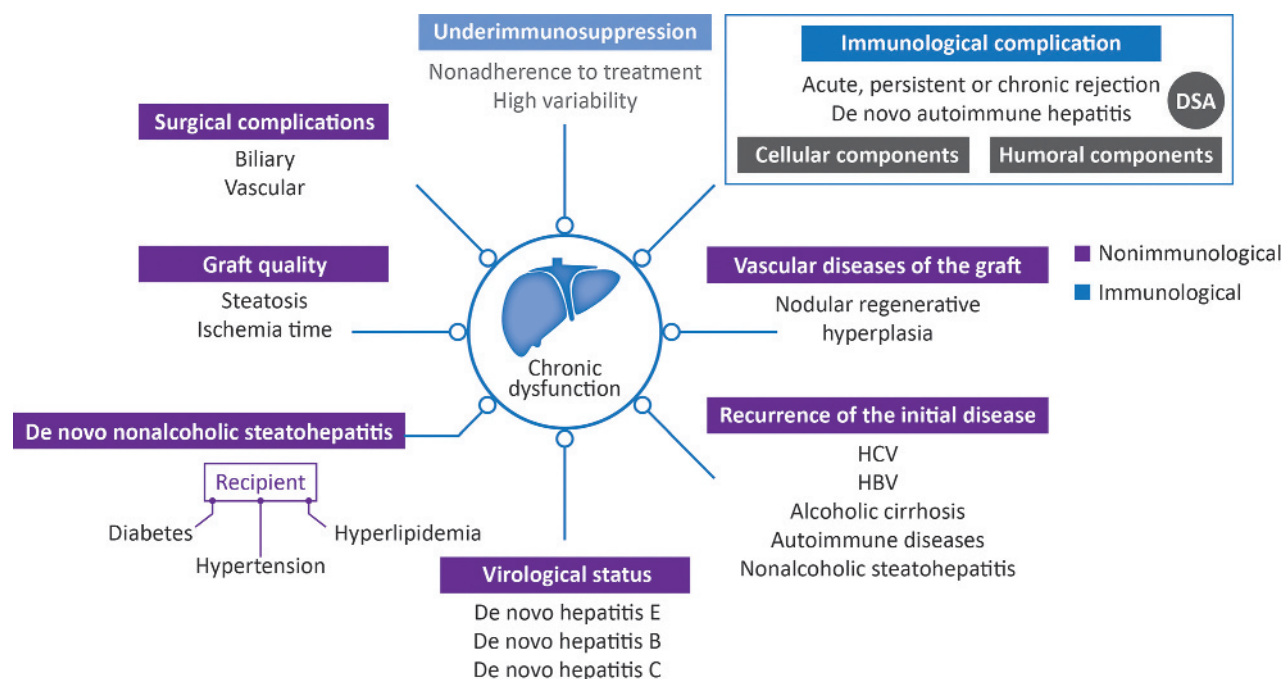 Underimmunosuppression
Nonadherence to treatment
High variability
Immunological complication
Acute, persistent or chronic rejection
De novo autoimmune hepatitis
DSA
Cellular components
Humoral components
Surgical complications
Biliary
Vascular
Graft quality
Steatosis
Ischemia time
Vascular diseases of the graft
Nodular regenerative
hyperplasia
Nonimmunological
Immunological
Chronic
dysfunction
De novo nonalcoholic steatohepatitis
Recipient
Diabetes
Hyperlipidemia
Hypertension
Recurrence of the initial disease
HCV
HBV
Alcoholic cirrhosis
Autoimmune diseases
Nonalcoholic steatohepatitis
Virological status
De novo hepatitis E
De novo hepatitis B
De novo hepatitis C